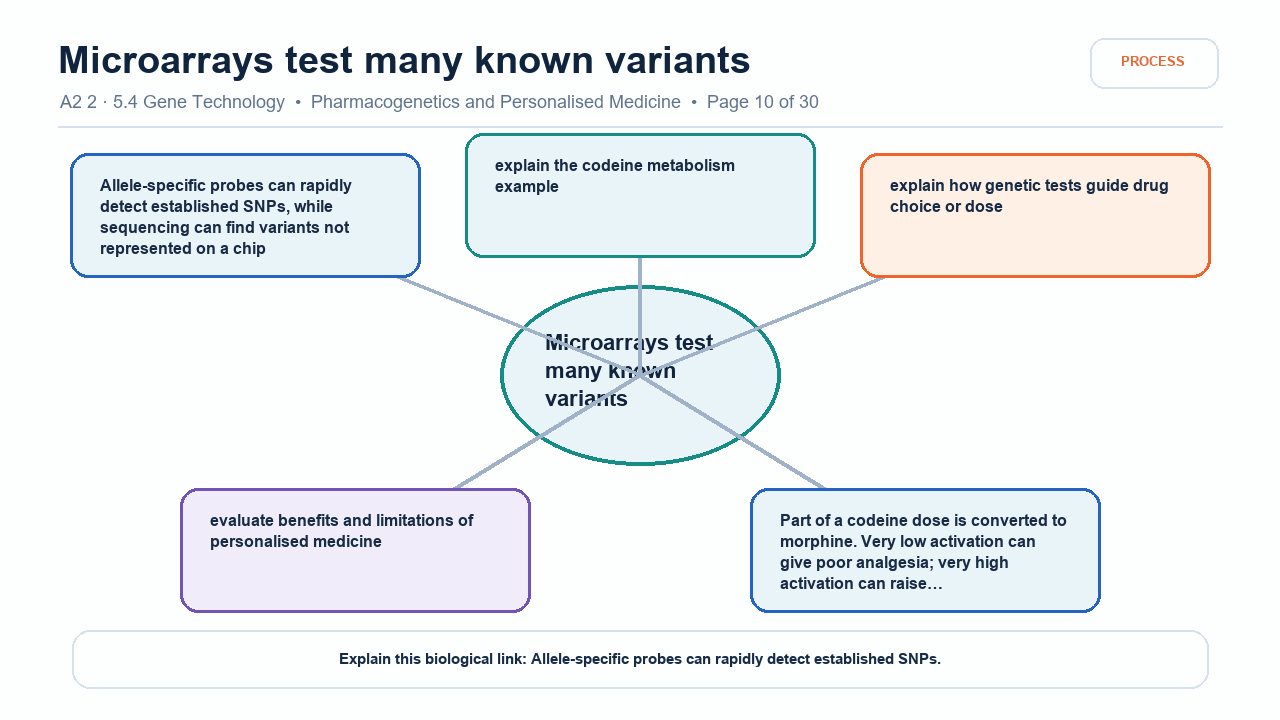 Microarrays test many known variants
PROCESS
A2 2 · 5.4 Gene Technology • Pharmacogenetics and Personalised Medicine • Page 10 of 30
Allele-specific probes can rapidly
detect established SNPs, while
sequencing can find variants not
represented on a chip
explain the codeine metabolism
example
explain how genetic tests guide drug
choice or dose
Microarrays test
many known
variants
evaluate benefits and limitations of
personalised medicine
Part of a codeine dose is converted to
morphine. Very low activation can
give poor analgesia; very high
activation can raise…
Explain this biological link: Allele-specific probes can rapidly detect established SNPs.